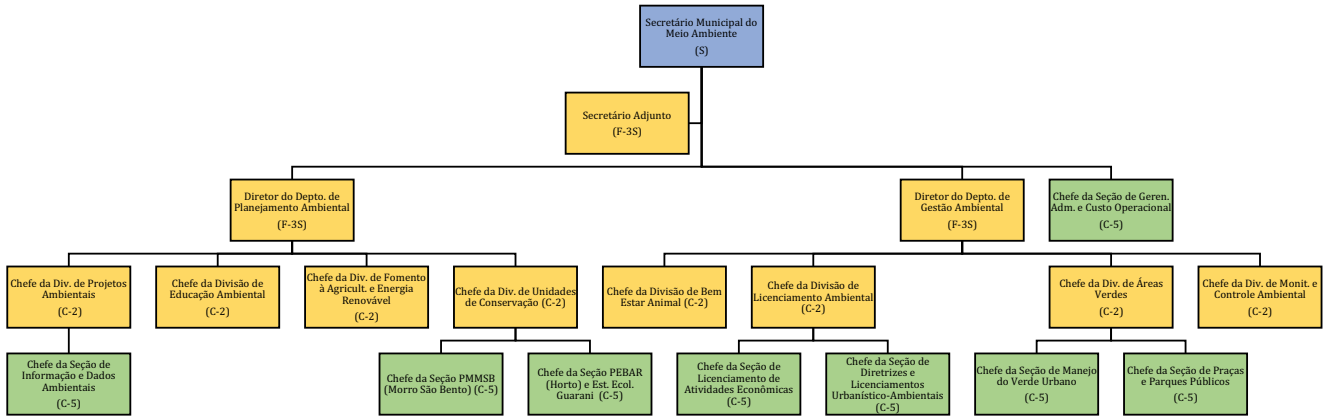 Secretário Municipal do
Meio Ambiente
(S)
Secretário Adjunto
(F-3S)
Diretor do Depto. de
Planejamento Ambiental
(F-3S)
Diretor do Depto. de
Gestão Ambiental
(F-3S)
Chefe da Seção de Geren.
Adm. e Custo Operacional
(C-5)
Chefe da Div. de Projetos
Ambientais
(C-2)
Chefe da Divisão de
Educação Ambiental
(C-2)
Chefe da Div. de Fomento
à Agricult. e Energia
Renovável
(C-2)
Chefe da Div. de Unidades
de Conservação (C-2)
Chefe da Divisão de Bem
Estar Animal (C-2)
Chefe da Divisão de
Licenciamento Ambiental
(C-2)
Chefe da Div. de Áreas
Verdes
(C-2)
Chefe da Div. de Monit. e
Controle Ambiental
(C-2)
Chefe da Seção de
Informação e Dados
Ambientais
(C-5)
Chefe da Seção PMMSB
(Morro São Bento) (C-5)
Chefe da Seção PEBAR
(Horto) e Est. Ecol.
Guarani (C-5)
Chefe da Seção de
Licenciamento de
Atividades Econômicas
(C-5)
Chefe da Seção de
Diretrizes e
Licenciamentos
Urbanístico-Ambientais
(C-5)
Chefe da Seção de Manejo
do Verde Urbano
(C-5)
Chefe da Seção de Praças
e Parques Públicos
(C-5)